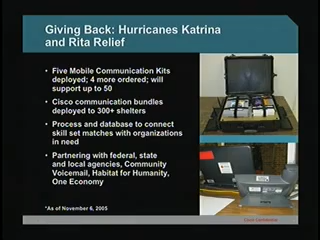 Giving Back: Hurricanes Katrina
and Rita Relief
• Five Mobile Communication Kits
deployed; 4 more ordered; will
support up to 50
• Cisco communication bundles
deployed to 300+ shelters
• Process and database to connect
skill set matches with organizations
in need
• Partnering with federal, state
and local agencies, Community
Voicemail, Habitat for Humanity,
One Economy
*As of November 6, 2005
Cisco Confidential